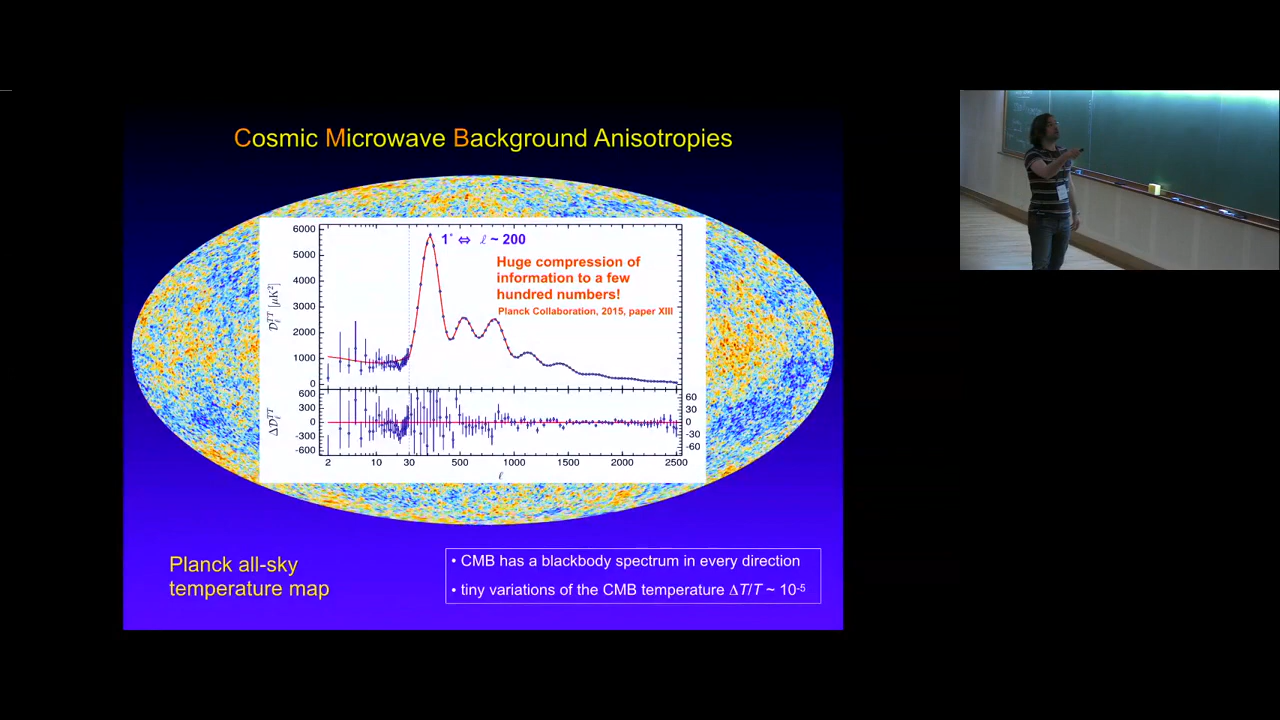 Cosmic Microwave Background Anisotropies
6000
5000
4000
3000
2000
1000
0
𝒟ℓᵀᵀ [μK²]
1° ⇔ ℓ ~ 200
Huge compression of
information to a few
hundred numbers!
Planck Collaboration, 2015, paper XIII
600
300
0
-300
-600
Δ𝒟ℓᵀᵀ
60
30
0
-30
-60
2 10 30 500 1000 1500 2000 2500
ℓ
Planck all-sky
temperature map
• CMB has a blackbody spectrum in every direction
• tiny variations of the CMB temperature ΔT/T ~ 10⁻⁵